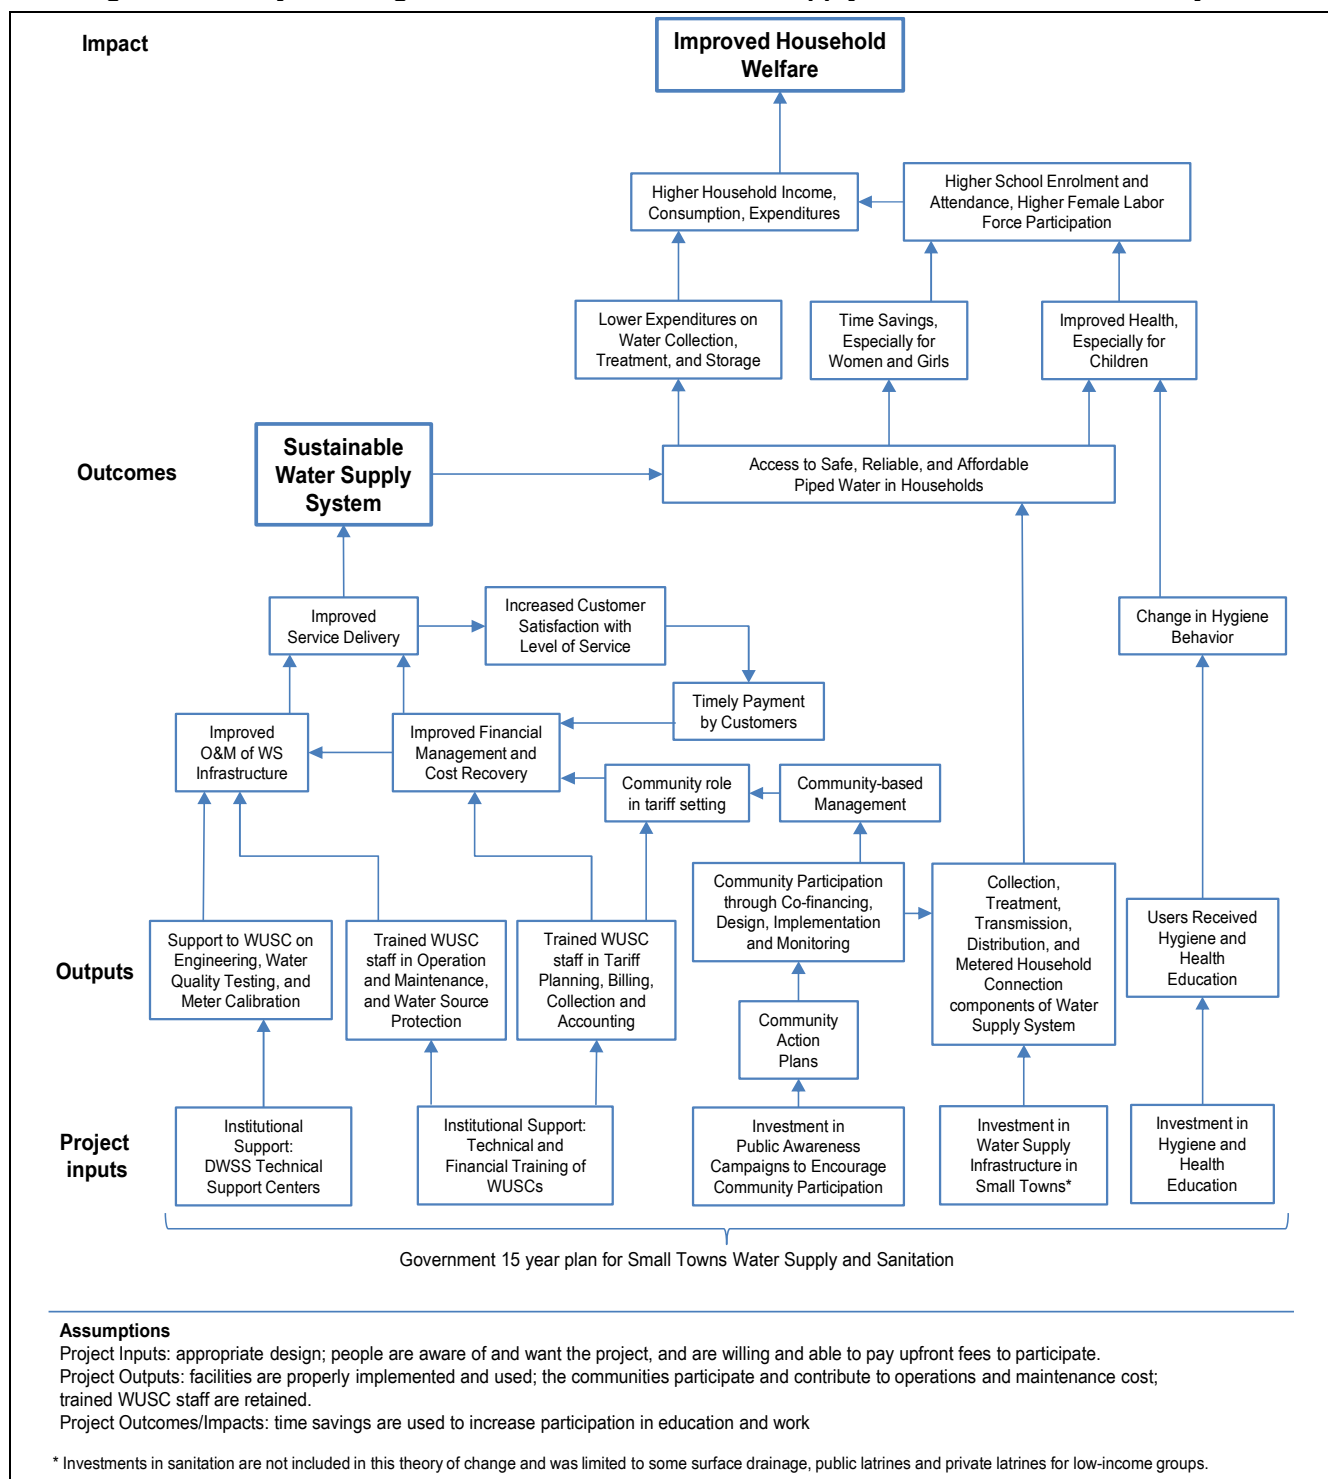 Impact
Improved Household
Welfare
Higher Household Income,
Consumption, Expenditures
Higher School Enrolment and
Attendance, Higher Female Labor
Force Participation
Lower Expenditures on
Water Collection,
Treatment, and Storage
Time Savings,
Especially for
Women and Girls
Improved Health,
Especially for
Children
Outcomes
Sustainable
Water Supply
System
Access to Safe, Reliable, and Affordable
Piped Water in Households
Improved
Service Delivery
Increased Customer
Satisfaction with
Level of Service
Change in Hygiene
Behavior
Timely Payment
by Customers
Improved
O&M of WS
Infrastructure
Improved Financial
Management and
Cost Recovery
Community role
in tariff setting
Community-based
Management
Outputs
Support to WUSC on
Engineering, Water
Quality Testing, and
Meter Calibration
Trained WUSC
staff in Operation
and Maintenance,
and Water Source
Protection
Trained WUSC
staff in Tariff
Planning, Billing,
Collection and
Accounting
Community Participation
through Co-financing,
Design, Implementation
and Monitoring
Community
Action
Plans
Collection,
Treatment,
Transmission,
Distribution, and
Metered Household
Connection
components of Water
Supply System
Users Received
Hygiene and
Health
Education
Project
inputs
Institutional
Support:
DWSS Technical
Support Centers
Institutional Support:
Technical and
Financial Training of
WUSCs
Investment in
Public Awareness
Campaigns to Encourage
Community Participation
Investment in
Water Supply
Infrastructure in
Small Towns*
Investment in
Hygiene and
Health
Education
Government 15 year plan for Small Towns Water Supply and Sanitation
Assumptions
Project Inputs: appropriate design; people are aware of and want the project, and are willing and able to pay upfront fees to participate.
Project Outputs: facilities are properly implemented and used; the communities participate and contribute to operations and maintenance cost;
trained WUSC staff are retained.
Project Outcomes/Impacts: time savings are used to increase participation in education and work
* Investments in sanitation are not included in this theory of change and was limited to some surface drainage, public latrines and private latrines for low-income groups.